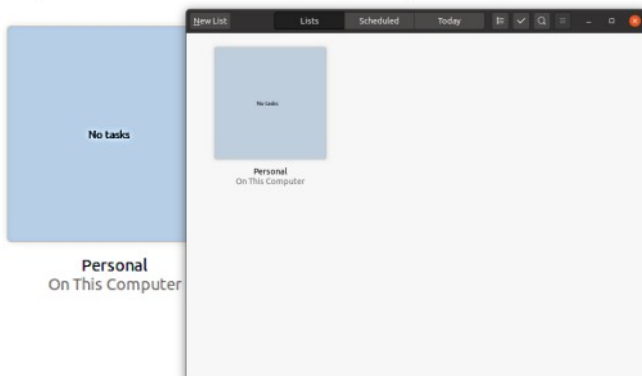 New List
Lists
Scheduled
Today
No tasks
Personal
On This Computer
No tasks
Personal
On This Computer